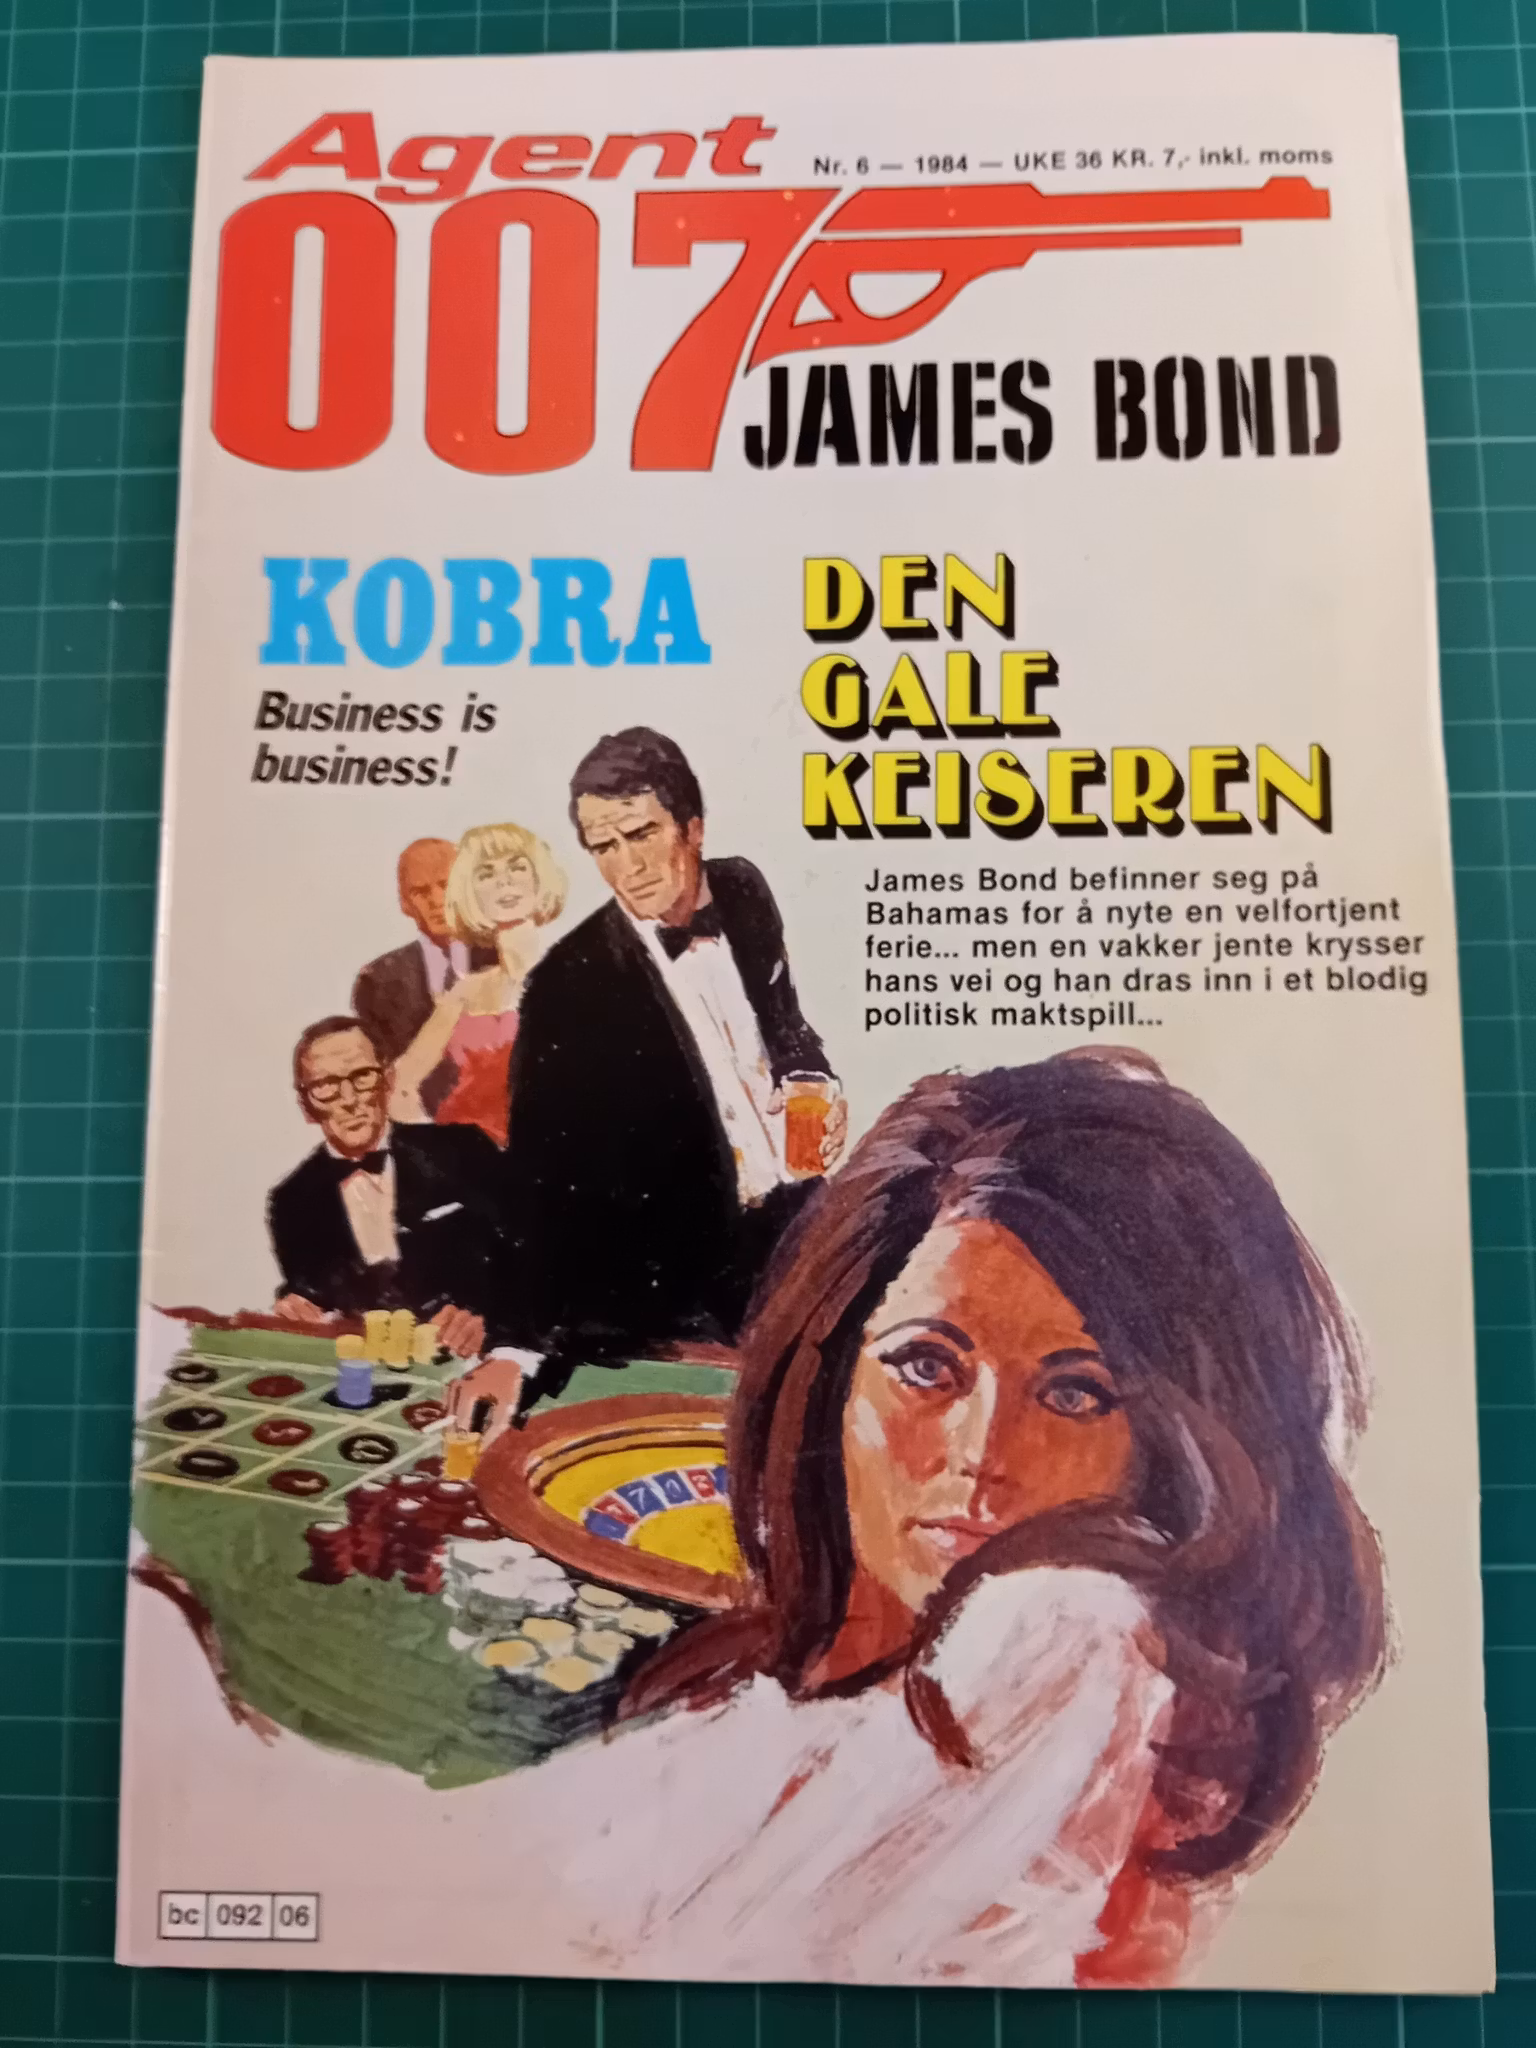 Agent
Nr. 6 — 1984 — UKE 36 KR. 7,- inkl. moms
007
JAMES BOND
KOBRA
Business is
business!
DEN
GALE
KEISEREN
James Bond befinner seg på
Bahamas for å nyte en velfortjent
ferie... men en vakker jente krysser
hans vei og han dras inn i et blodig
politisk maktspill...
bc 092 06